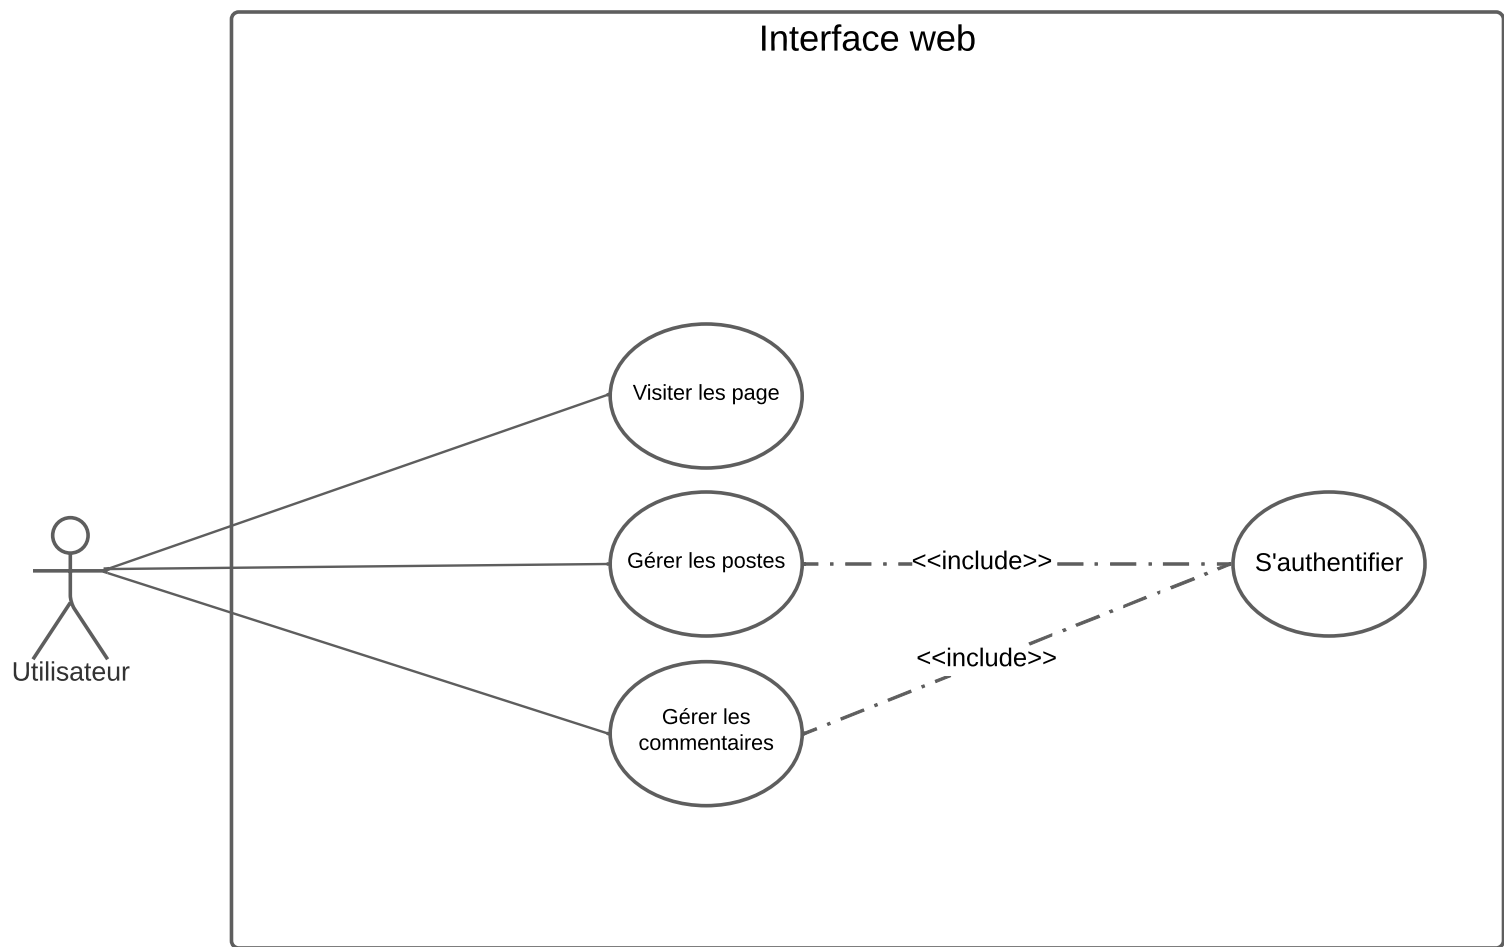 Interface web
Visiter les page
Gérer les postes
<<include>>
S'authentifier
<<include>>
Utilisateur
Gérer les
commentaires